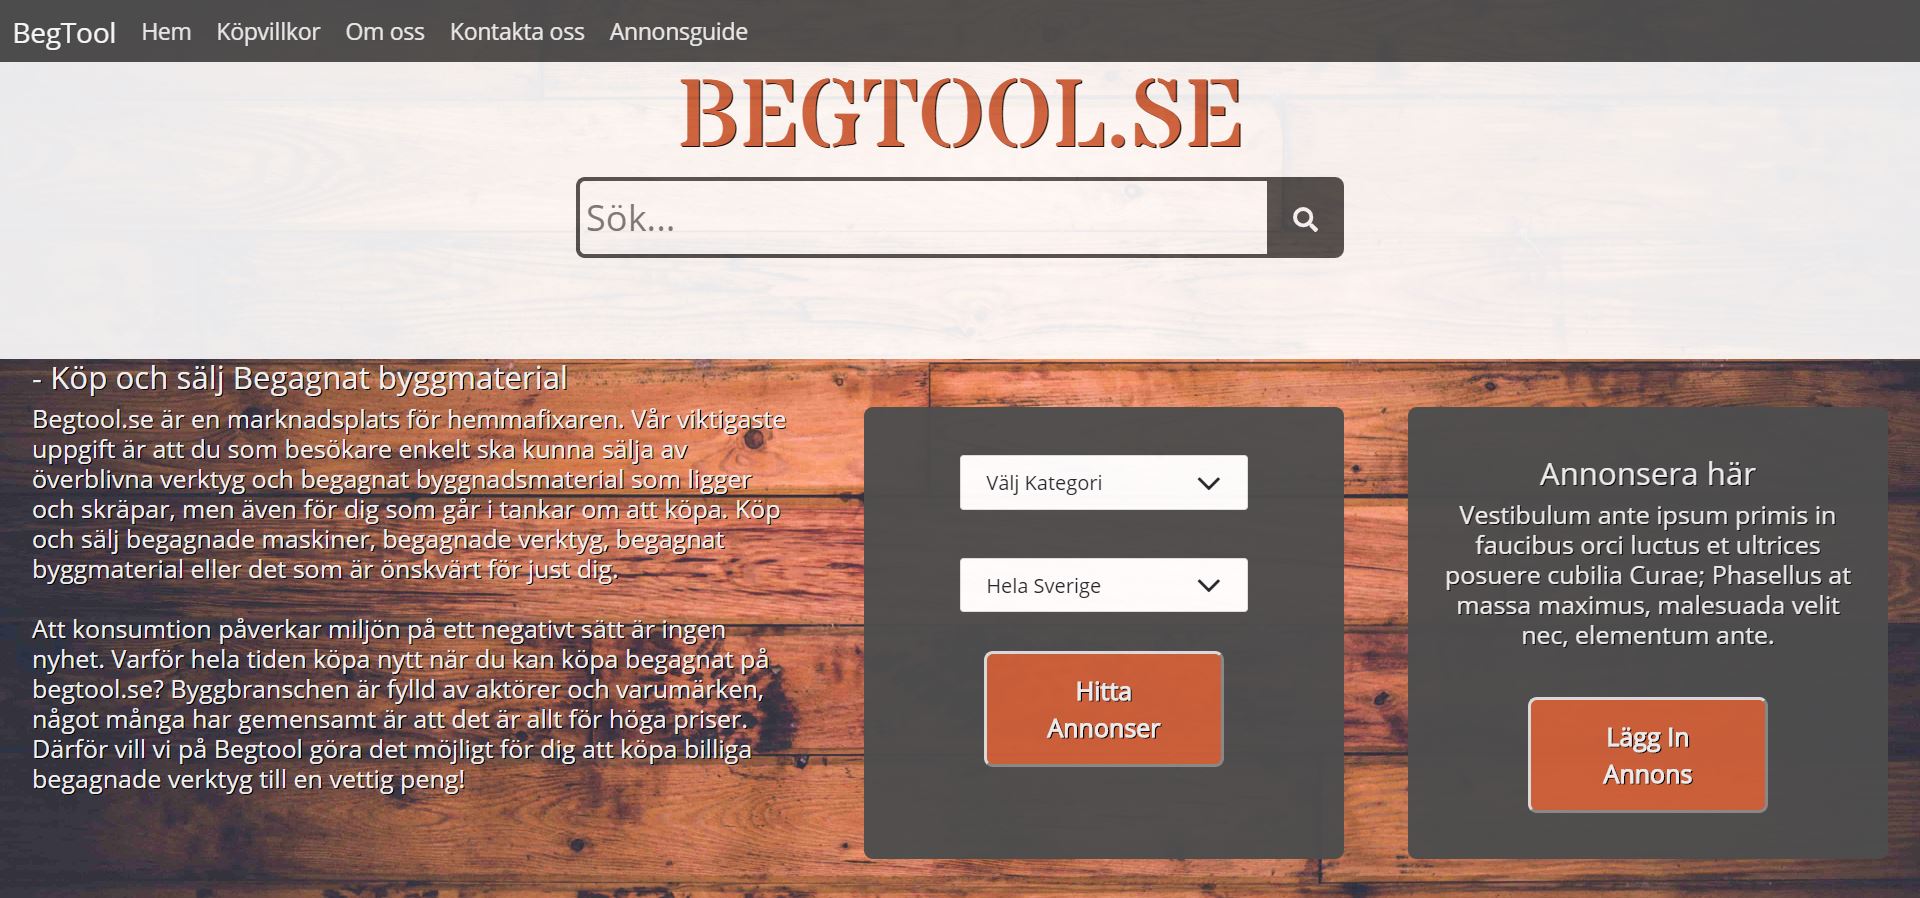 BegTool Hem Köpvillkor Om oss Kontakta oss Annonsguide
BEGTOOL.SE
Sök...
- Köp och sälj Begagnat byggmaterial
Begtool.se är en marknadsplats för hemmafixaren. Vår viktigaste
uppgift är att du som besökare enkelt ska kunna sälja av
överblivna verktyg och begagnat byggnadsmaterial som ligger
och skräpar, men även för dig som går i tankar om att köpa. Köp
och sälj begagnade maskiner, begagnade verktyg, begagnat
byggmaterial eller det som är önskvärt för just dig.
Att konsumtion påverkar miljön på ett negativt sätt är ingen
nyhet. Varför hela tiden köpa nytt när du kan köpa begagnat på
begtool.se? Byggbranschen är fylld av aktörer och varumärken,
något många har gemensamt är att det är allt för höga priser.
Därför vill vi på Begtool göra det möjligt för dig att köpa billiga
begagnade verktyg till en vettig peng!
Välj Kategori
Hela Sverige
Hitta
Annonser
Annonsera här
Vestibulum ante ipsum primis in
faucibus orci luctus et ultrices
posuere cubilia Curae; Phasellus at
massa maximus, malesuada velit
nec, elementum ante.
Lägg In
Annons